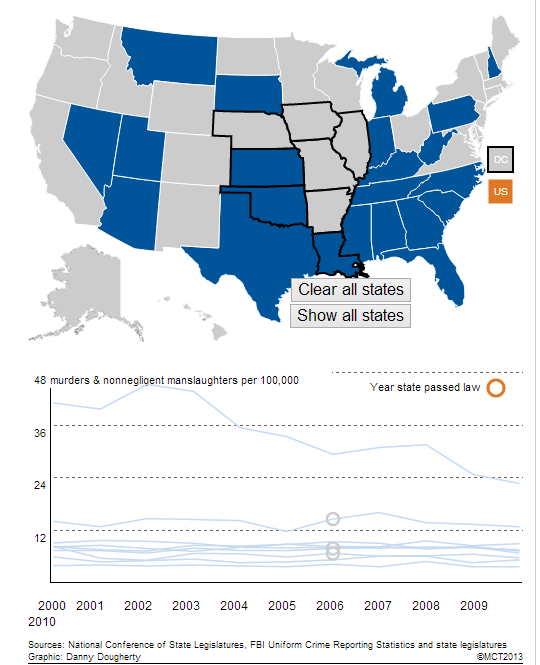 DC
US
Clear all states
Show all states
48 murders & nonnegligent manslaughters per 100,000
Year state passed law
36
24
12
2000 2001 2002 2003 2004 2005 2006 2007 2008 2009
2010
Sources: National Conference of State Legislatures, FBI Uniform Crime Reporting Statistics and state legislatures
Graphic: Danny Dougherty ©MCT2013